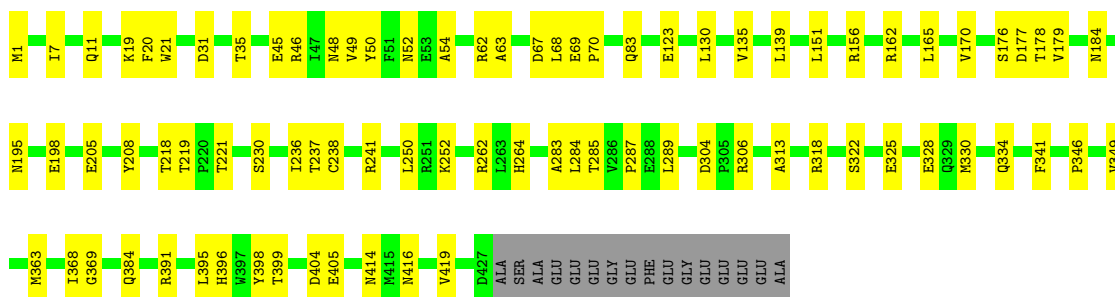 M1 I7 Q11 K19 F20 W21 D31 T35 E45 R46 I47 N48 V49 Y50 F51 N52 E53 A54 R62 A63 D67 L68 E69 P70 Q83 E123 L130 V135 L139 L151 R156 R162 L165 V170 S176 D177 T178 V179 N184
N195 E198 E205 Y208 T218 T219 P220 T221 S230 I236 T237 C238 R241 L250 R251 K252 R262 L263 H264 A283 L284 T285 V286 P287 E288 L289 D304 P305 R306 A313 R318 S322 E325 E328 Q329 M330 Q334 F341 P346 V349
M363 I368 G369 Q384 R391 L395 H396 W397 Y398 T399 D404 E405 N414 M415 N416 V419 D427 ALA SER ALA GLU GLU GLU GLY GLU PHE GLU GLY GLU GLU GLU GLU ALA